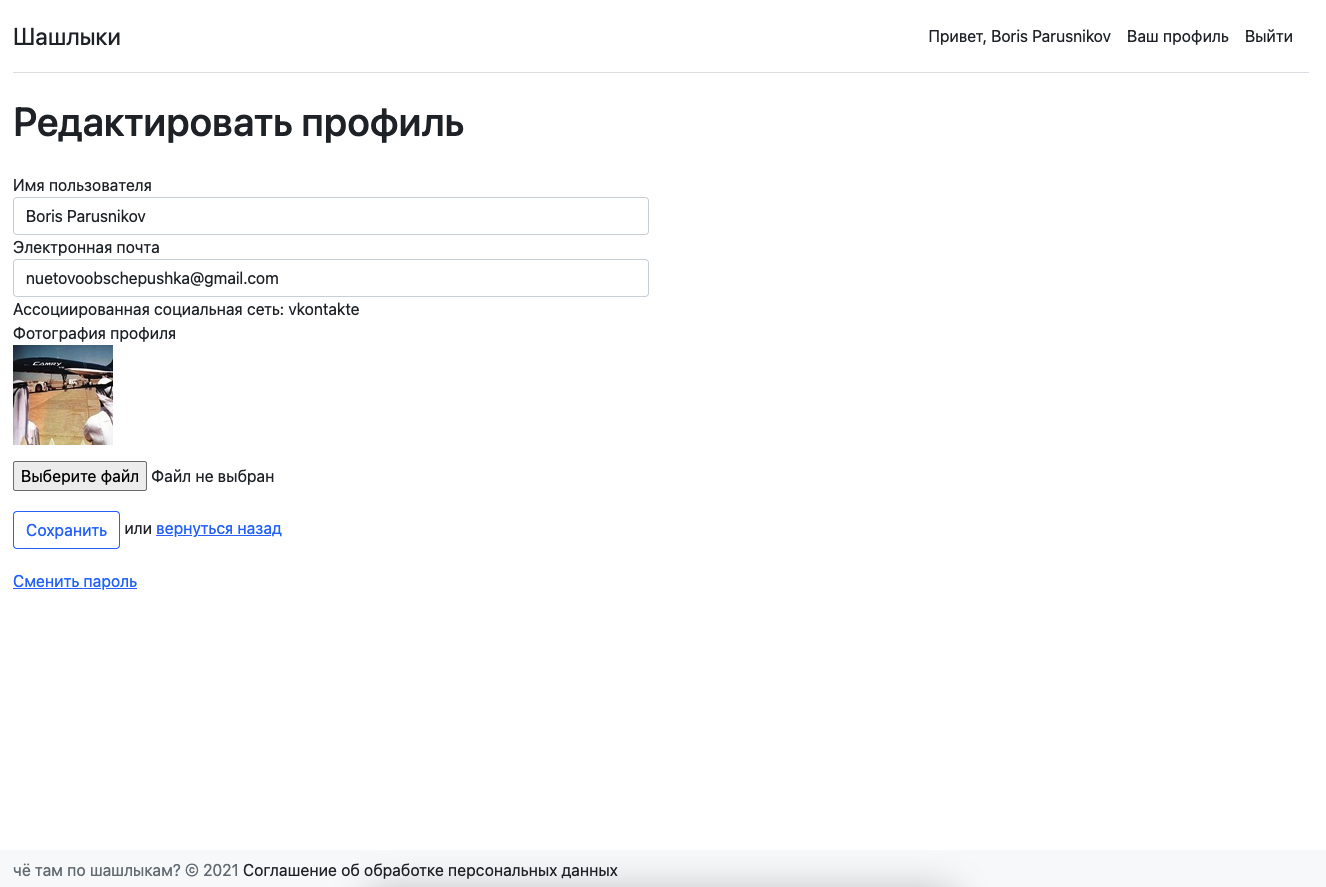 Шашлыки
Привет, Boris Parusnikov Ваш профиль Выйти
Редактировать профиль
Имя пользователя
Boris Parusnikov
Электронная почта
nuetovoobschepushka@gmail.com
Ассоциированная социальная сеть: vkontakte
Фотография профиля
CAMRY
Выберите файл Файл не выбран
Сохранить или вернуться назад
Сменить пароль
чё там по шашлыкам? © 2021 Соглашение об обработке персональных данных